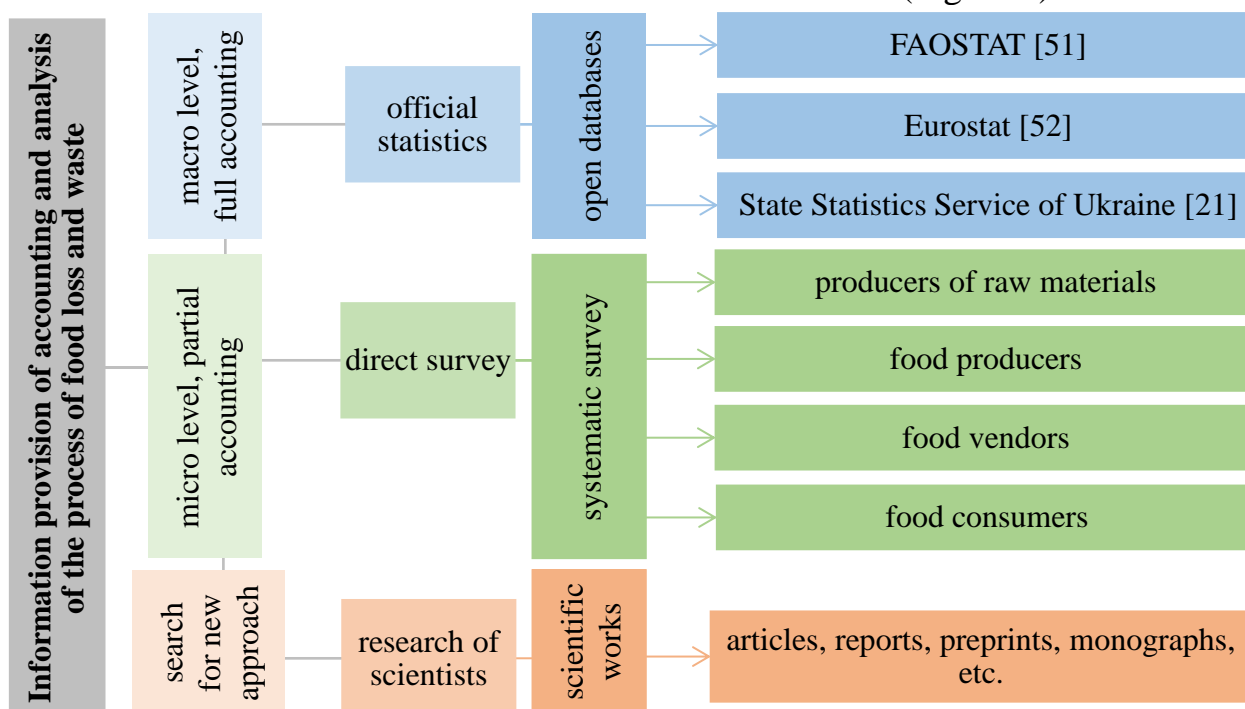 Information provision of accounting and analysis
of the process of food loss and waste
macro level,
full accounting
official
statistics
open databases
FAOSTAT [51]
Eurostat [52]
State Statistics Service of Ukraine [21]
micro level, partial
accounting
direct survey
systematic survey
producers of raw materials
food producers
food vendors
food consumers
search
for new
approach
research of
scientists
scientific
works
articles, reports, preprints, monographs,
etc.